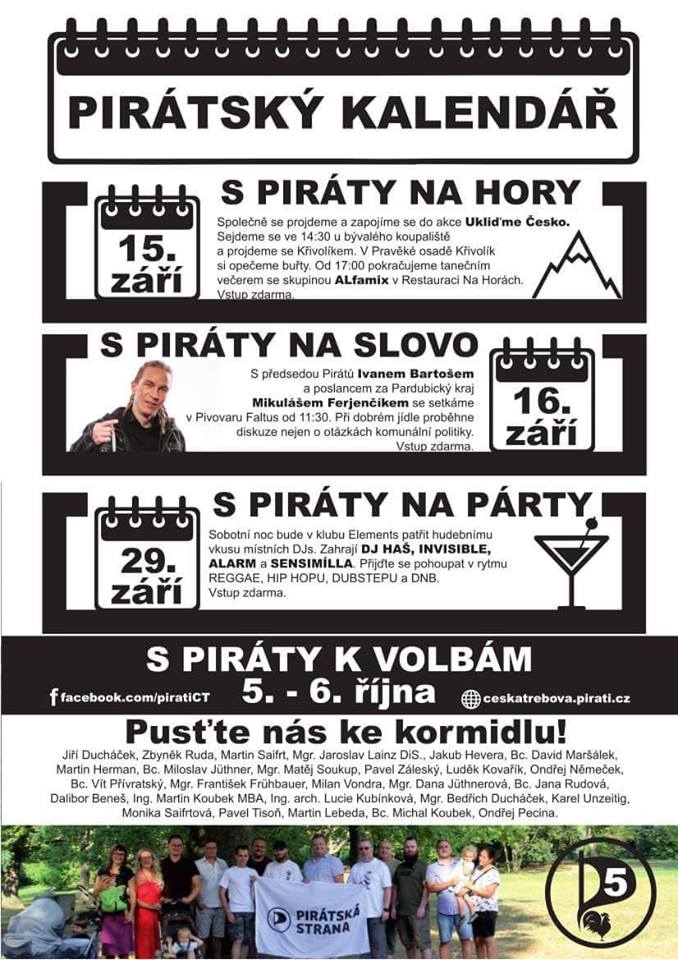 PIRÁTSKÝ KALENDÁŘ
S PIRÁTY NA HORY
15.
září
Společně se projdeme a zapojíme se do akce Ukliďme Česko.
Sejdeme se ve 14:30 u bývalého koupaliště
a projdeme se Křivolíkem. V Pravěké osadě Křivolík
si opečeme buřty. Od 17:00 pokračujeme tanečním
večerem se skupinou ALfamix v Restauraci Na Horách.
Vstup zdarma.
S PIRÁTY NA SLOVO
S předsedou Pirátů Ivanem Bartošem
a poslancem za Pardubický kraj
Mikulášem Ferjenčíkem se setkáme
v Pivovaru Faltus od 11:30. Při dobrém jídle proběhne
diskuze nejen o otázkách komunální politiky.
Vstup zdarma.
16.
září
S PIRÁTY NA PÁRTY
29.
září
Sobotní noc bude v klubu Elements patřit hudebnímu
vkusu místních DJs. Zahrají DJ HAŠ, INVISIBLE,
ALARM a SENSIMÍLLA. Přijďte se pohoupat v rytmu
REGGAE, HIP HOPU, DUBSTEPU a DNB.
Vstup zdarma.
S PIRÁTY K VOLBÁM
facebook.com/piratiCT 5. - 6. října ceskatrebova.pirati.cz
Pusťte nás ke kormidlu!
Jiří Ducháček, Zbyněk Ruda, Martin Saifrt, Mgr. Jaroslav Lainz DiS., Jakub Hevera, Bc. David Maršálek,
Martin Herman, Bc. Miloslav Jüthner, Mgr. Matěj Soukup, Pavel Záleský, Luděk Kovařík, Ondřej Němeček,
Bc. Vít Přívratský, Mgr. František Frühbauer, Milan Vondra, Mgr. Dana Jüthnerová, Bc. Jana Rudová,
Dalibor Beneš, Ing. Martin Koubek MBA, Ing. arch. Lucie Kubínková, Mgr. Bedřich Ducháček, Karel Unzeitig,
Monika Saifrtová, Pavel Tisoň, Martin Lebeda, Bc. Michal Koubek, Ondřej Pecina.
PIRÁTSKÁ
STRANA
5